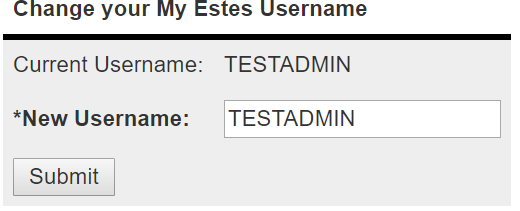 Change your My Estes Username
Current Username: TESTADMIN
*New Username: TESTADMIN
Submit